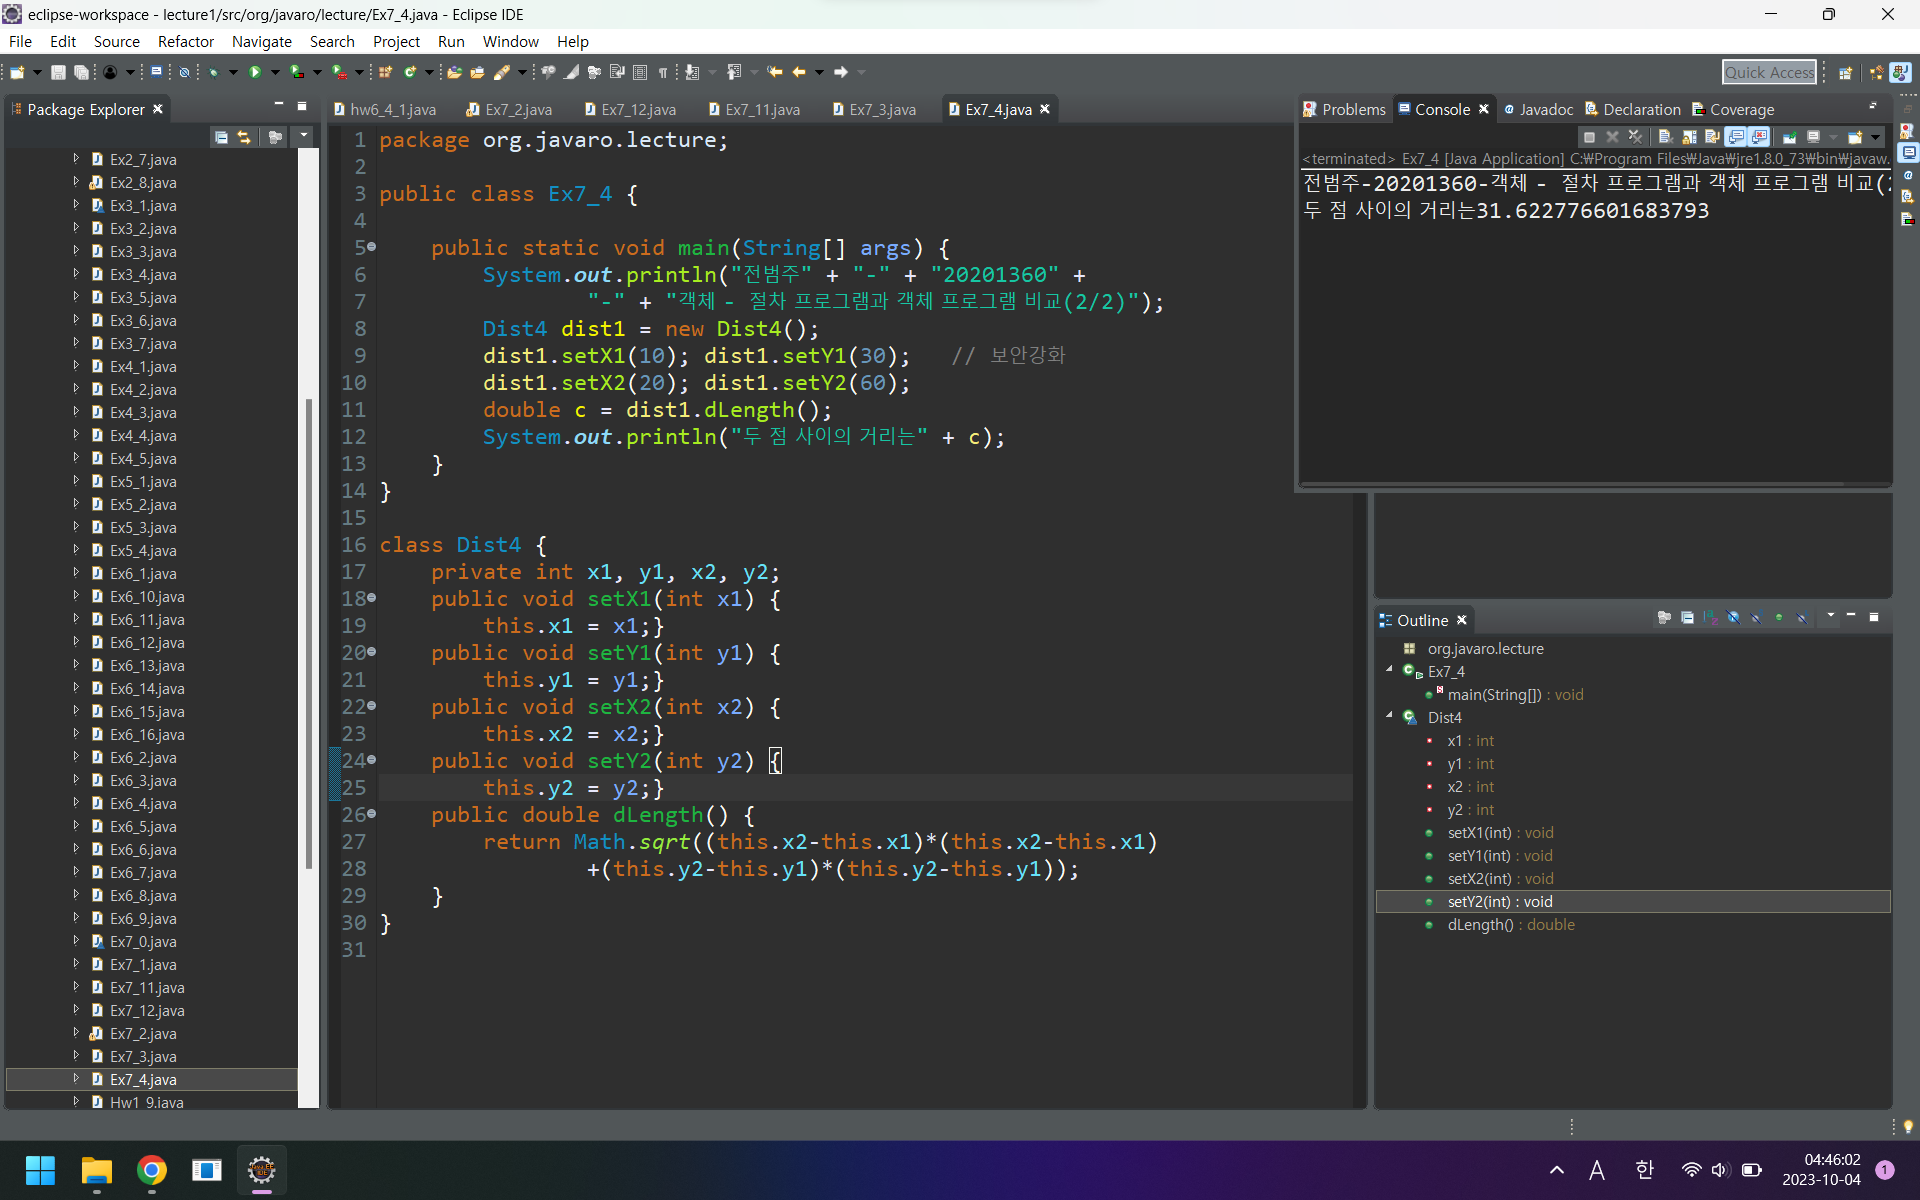 eclipse-workspace - lecture1/src/org/javaro/lecture/Ex7_4.java - Eclipse IDE
File Edit Source Refactor Navigate Search Project Run Window Help
Quick Access
Package Explorer
Ex2_7.java
Ex2_8.java
Ex3_1.java
Ex3_2.java
Ex3_3.java
Ex3_4.java
Ex3_5.java
Ex3_6.java
Ex3_7.java
Ex4_1.java
Ex4_2.java
Ex4_3.java
Ex4_4.java
Ex4_5.java
Ex5_1.java
Ex5_2.java
Ex5_3.java
Ex5_4.java
Ex6_1.java
Ex6_10.java
Ex6_11.java
Ex6_12.java
Ex6_13.java
Ex6_14.java
Ex6_15.java
Ex6_16.java
Ex6_2.java
Ex6_3.java
Ex6_4.java
Ex6_5.java
Ex6_6.java
Ex6_7.java
Ex6_8.java
Ex6_9.java
Ex7_0.java
Ex7_1.java
Ex7_11.java
Ex7_12.java
Ex7_2.java
Ex7_3.java
Ex7_4.java
Hw1_9.java
hw6_4_1.java Ex7_2.java Ex7_12.java Ex7_11.java Ex7_3.java Ex7_4.java
1 package org.javaro.lecture;
2
3 public class Ex7_4 {
4
5 public static void main(String[] args) {
6 System.out.println("전범주" + "-" + "20201360" +
7 "-" + "객체 - 절차 프로그램과 객체 프로그램 비교(2/2)");
8 Dist4 dist1 = new Dist4();
9 dist1.setX1(10); dist1.setY1(30); // 보안강화
10 dist1.setX2(20); dist1.setY2(60);
11 double c = dist1.dLength();
12 System.out.println("두 점 사이의 거리는" + c);
13 }
14 }
15
16 class Dist4 {
17 private int x1, y1, x2, y2;
18 public void setX1(int x1) {
19 this.x1 = x1;}
20 public void setY1(int y1) {
21 this.y1 = y1;}
22 public void setX2(int x2) {
23 this.x2 = x2;}
24 public void setY2(int y2) {
25 this.y2 = y2;}
26 public double dLength() {
27 return Math.sqrt((this.x2-this.x1)*(this.x2-this.x1)
28 +(this.y2-this.y1)*(this.y2-this.y1));
29 }
30 }
31
Problems Console Javadoc Declaration Coverage
<terminated> Ex7_4 [Java Application] C:₩Program Files₩Java₩jre1.8.0_73₩bin₩javaw.
전범주-20201360-객체 - 절차 프로그램과 객체 프로그램 비교(2
두 점 사이의 거리는31.622776601683793
Outline
org.javaro.lecture
Ex7_4
main(String[]) : void
Dist4
x1 : int
y1 : int
x2 : int
y2 : int
setX1(int) : void
setY1(int) : void
setX2(int) : void
setY2(int) : void
dLength() : double
A 한
04:46:02
2023-10-04
1